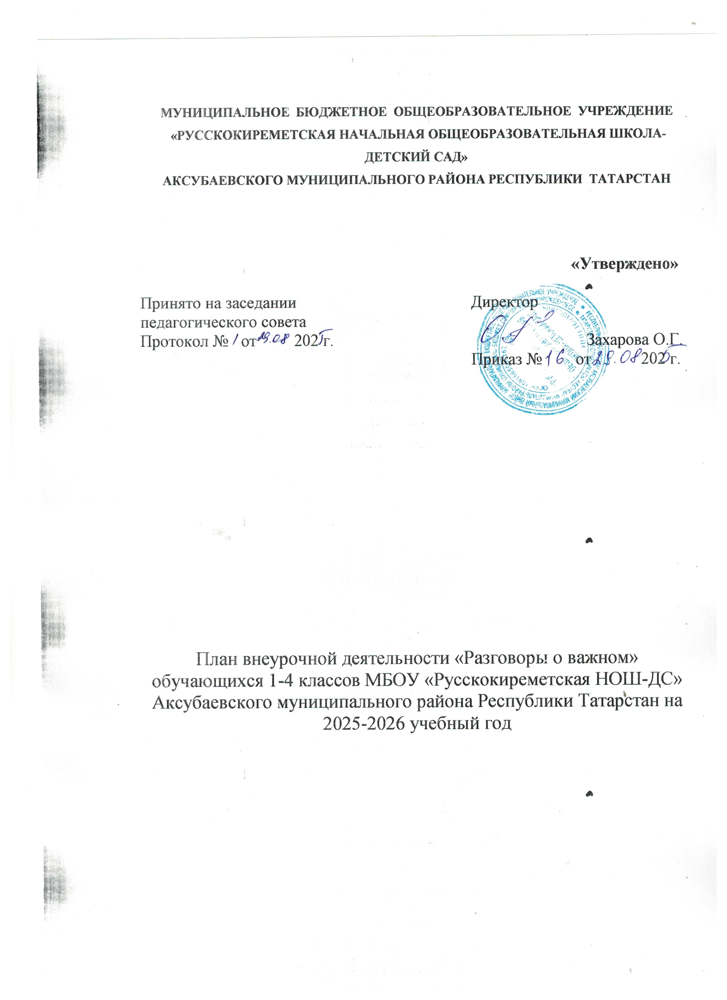 МУНИЦИПАЛЬНОЕ БЮДЖЕТНОЕ ОБЩЕОБРАЗОВАТЕЛЬНОЕ УЧРЕЖДЕНИЕ
«РУССКОКИРЕМЕТСКАЯ НАЧАЛЬНАЯ ОБЩЕОБРАЗОВАТЕЛЬНАЯ ШКОЛА-
ДЕТСКИЙ САД»
АКСУБАЕВСКОГО МУНИЦИПАЛЬНОГО РАЙОНА РЕСПУБЛИКИ ТАТАРСТАН
«Утверждено»
Принято на заседании
педагогического совета
Протокол № 1 от 29.08 2025г.
Директор
Захарова О.Г.
Приказ № 16 от 29.08 2025г.
План внеурочной деятельности «Разговоры о важном»
обучающихся 1-4 классов МБОУ «Русскокиреметская НОШ-ДС»
Аксубаевского муниципального района Республики Татарстан на
2025-2026 учебный год